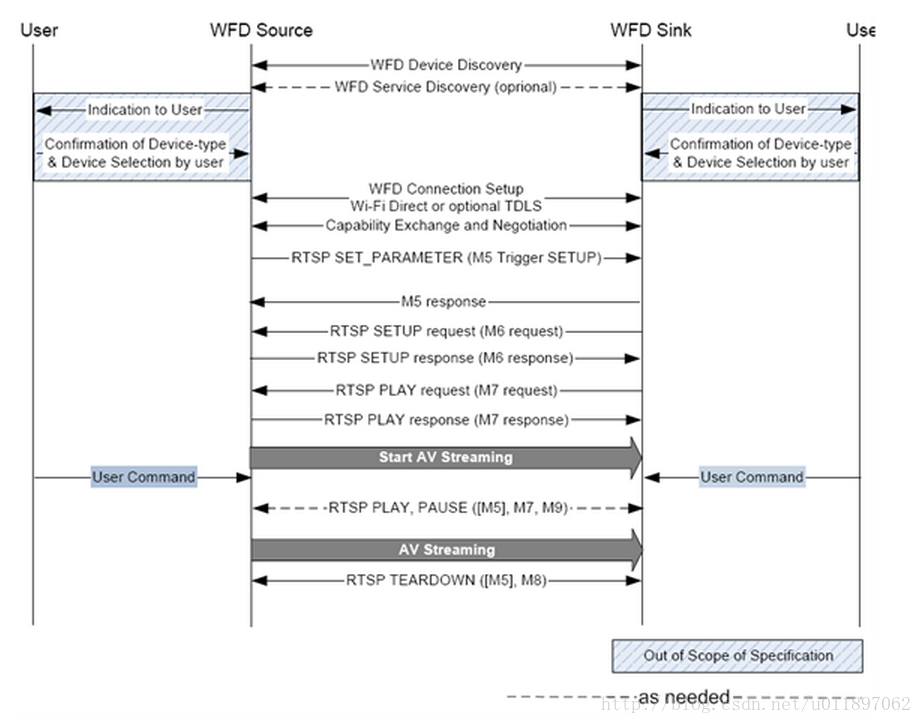 User
WFD Source
WFD Sink
Use
WFD Device Discovery
WFD Service Discovery (optional)
Indication to User
Indication to User
Confirmation of Device-type
& Device Selection by user
Confirmation of Device-type
& Device Selection by user
WFD Connection Setup
Wi-Fi Direct or optional TDLS
Capability Exchange and Negotiation
RTSP SET_PARAMETER (M5 Trigger SETUP)
M5 response
RTSP SETUP request (M6 request)
RTSP SETUP response (M6 response)
RTSP PLAY request (M7 request)
RTSP PLAY response (M7 response)
Start AV Streaming
User Command
User Command
RTSP PLAY, PAUSE ([M5], M7, M9)
AV Streaming
RTSP TEARDOWN ([M5], M8)
Out of Scope of Specification
as needed
http://blog.csdn.net/u011897062